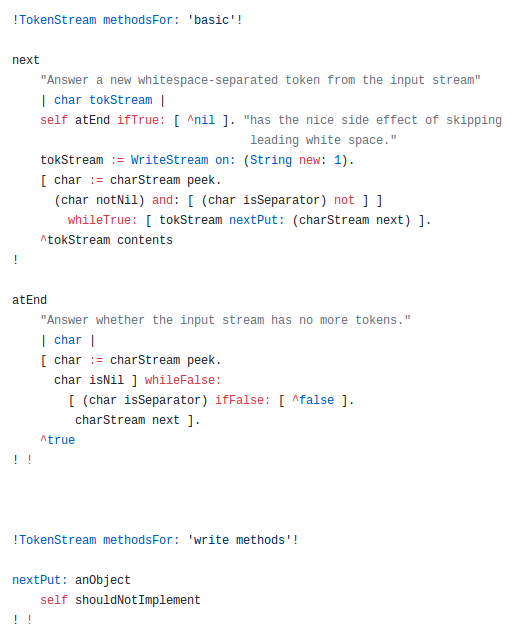 !TokenStream methodsFor: 'basic'!

next
    "Answer a new whitespace-separated token from the input stream"
    | char tokStream |
    self atEnd ifTrue: [ ^nil ]. "has the nice side effect of skipping
                                  leading white space."
    tokStream := WriteStream on: (String new: 1).
    [ char := charStream peek.
      (char notNil) and: [ (char isSeparator) not ] ]
        whileTrue: [ tokStream nextPut: (charStream next) ].
    ^tokStream contents
!

atEnd
    "Answer whether the input stream has no more tokens."
    | char |
    [ char := charStream peek.
      char isNil ] whileFalse:
        [ (char isSeparator) ifFalse: [ ^false ].
         charStream next ].
    ^true
! !

!TokenStream methodsFor: 'write methods'!

nextPut: anObject
    self shouldNotImplement
! !